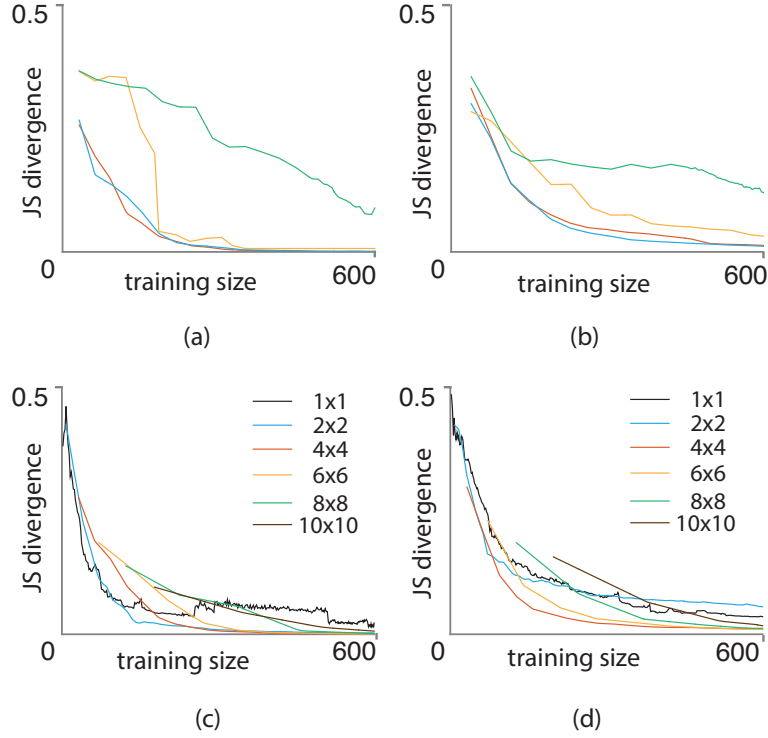 0.5
JS divergence
0
training size
600
(a)
0.5
JS divergence
0
training size
600
(b)
0.5
JS divergence
0
training size
600
1x1
2x2
4x4
6x6
8x8
10x10
(c)
0.5
JS divergence
0
training size
600
1x1
2x2
4x4
6x6
8x8
10x10
(d)